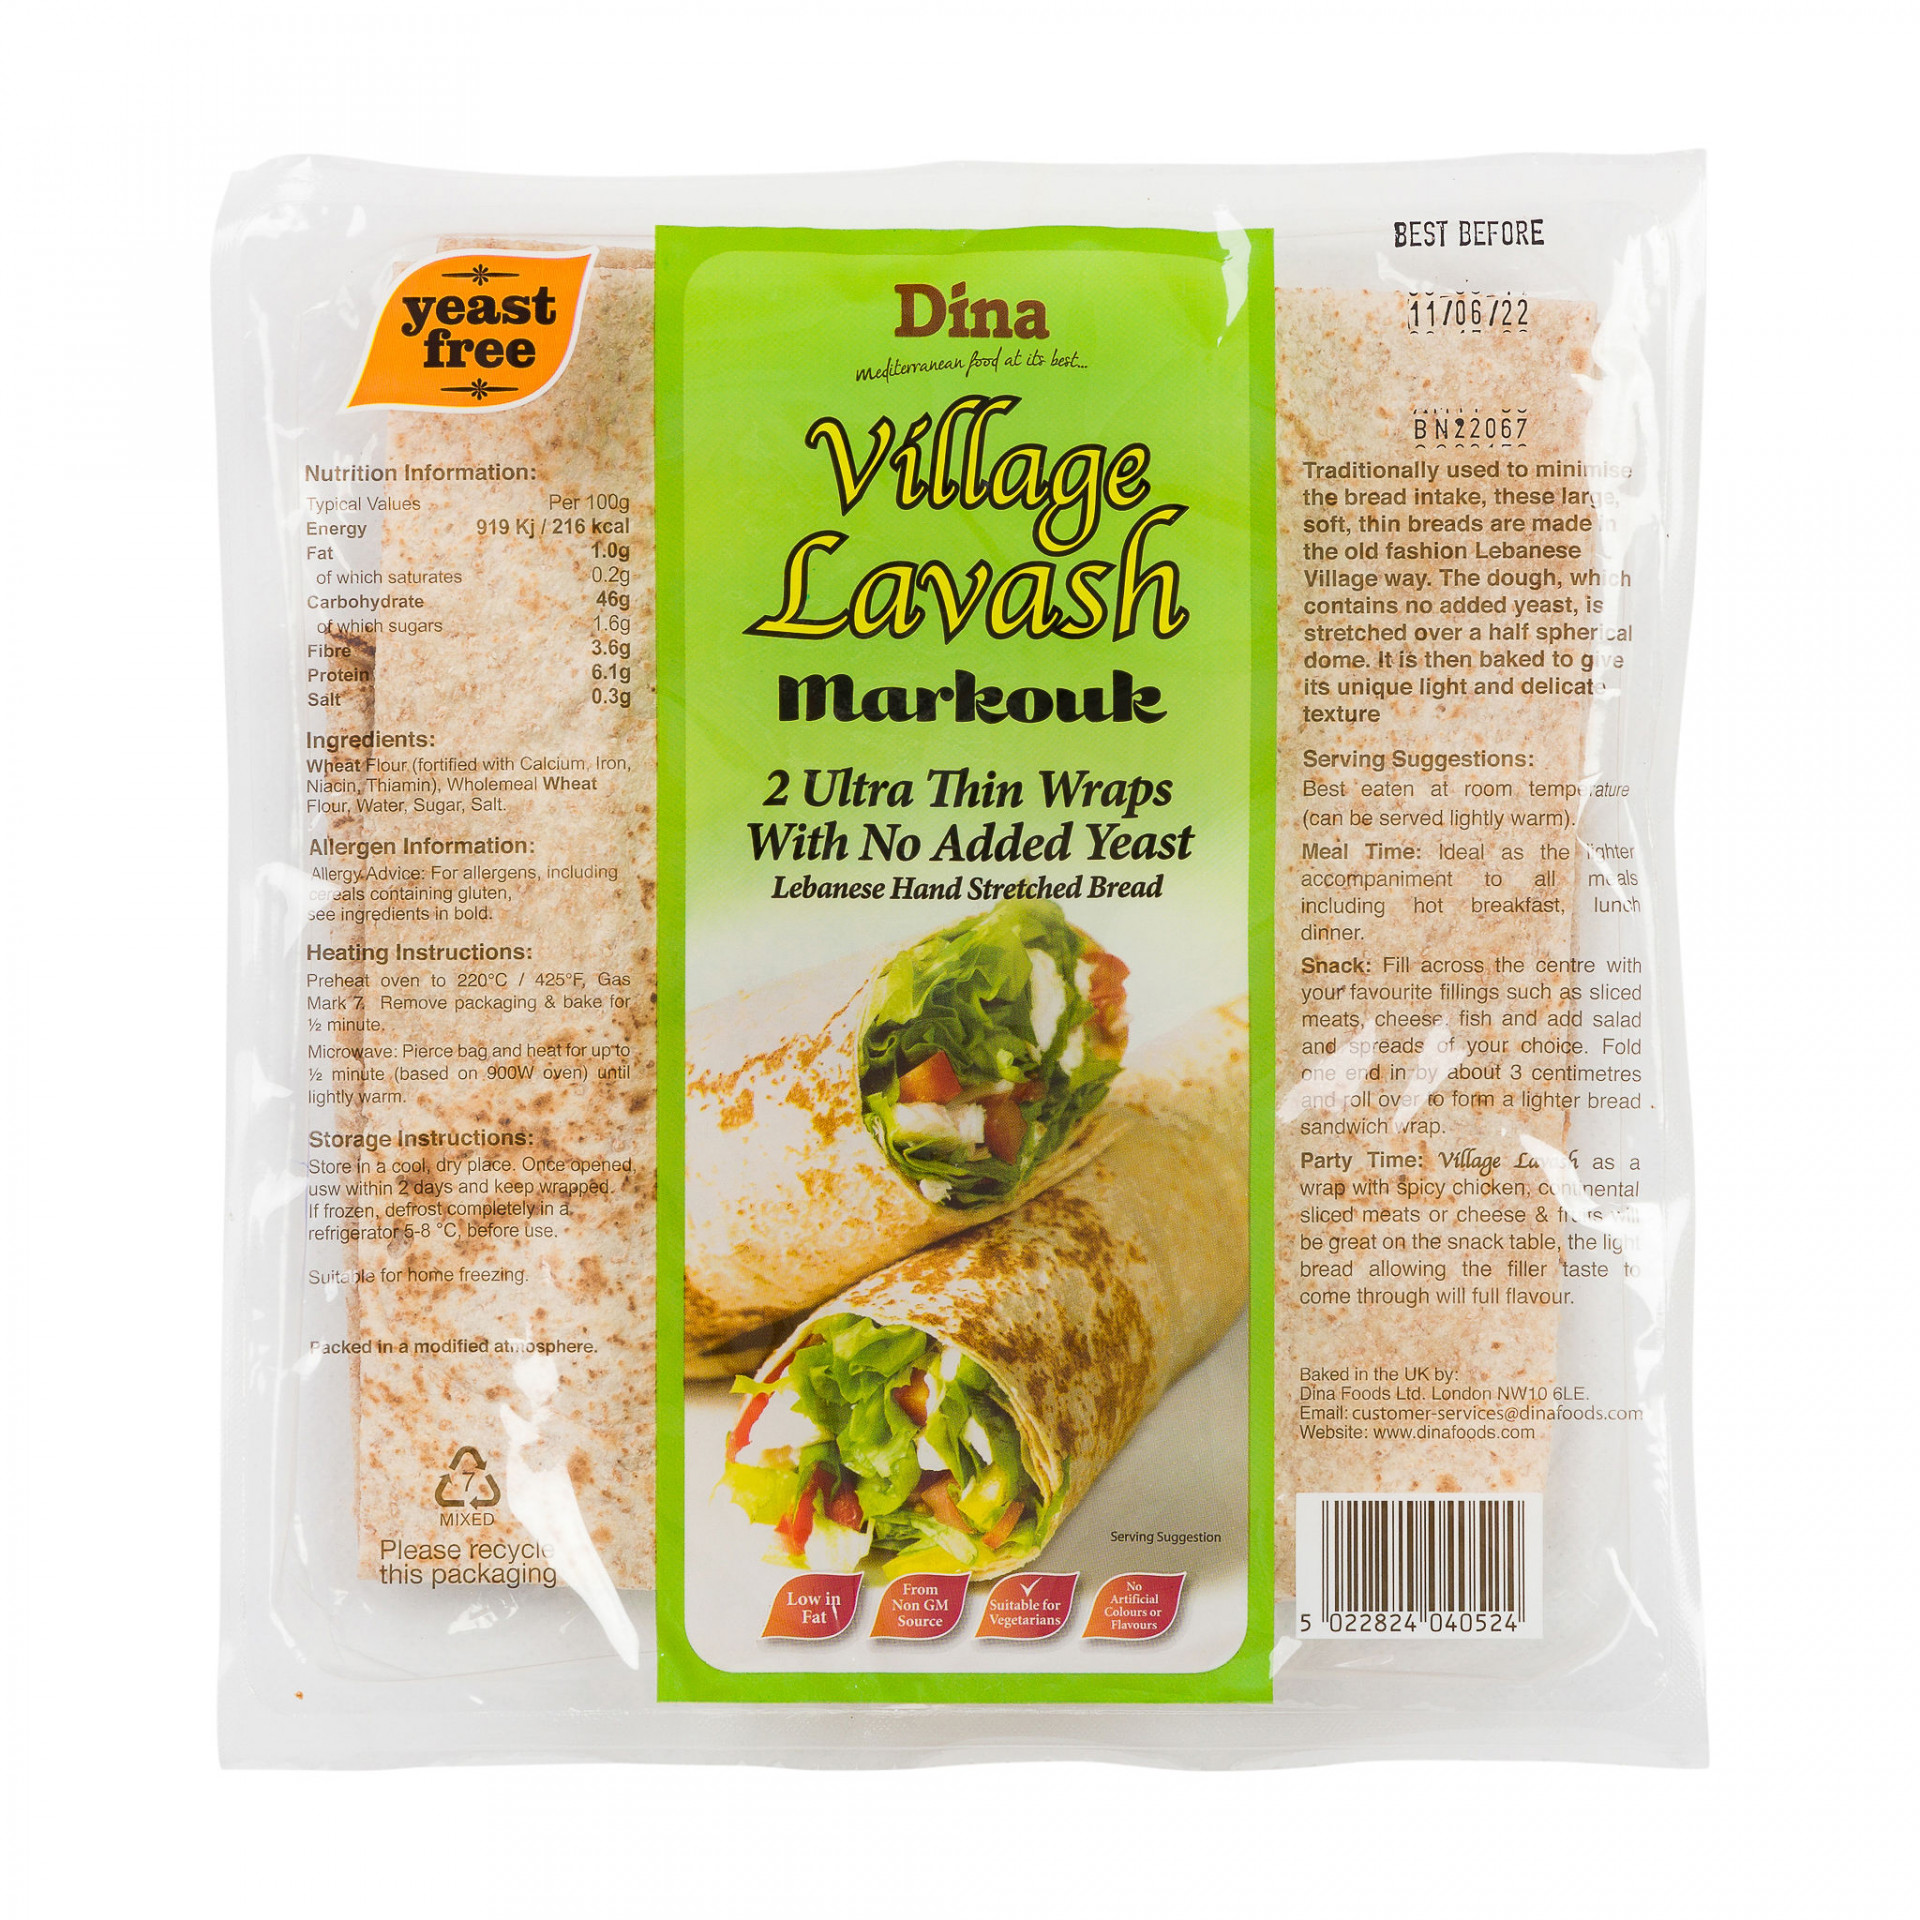 yeast
free
Nutrition Information:
Typical Values Per 100g
Energy 919 Kj / 216 kcal
Fat 1.0g
of which saturates 0.2g
Carbohydrate 46g
of which sugars 1.6g
Fibre 3.6g
Protein 6.1g
Salt 0.3g
Ingredients:
Wheat Flour (fortified with Calcium, Iron,
Niacin, Thiamin), Wholemeal Wheat
Flour, Water, Sugar, Salt.
Allergen Information:
Allergy Advice: For allergens, including
cereals containing gluten,
see ingredients in bold.
Heating Instructions:
Preheat oven to 220°C / 425°F, Gas
Mark 7. Remove packaging & bake for
½ minute.
Microwave: Pierce bag and heat for up to
½ minute (based on 900W oven) until
lightly warm.
Storage Instructions:
Store in a cool, dry place. Once opened,
usw within 2 days and keep wrapped.
If frozen, defrost completely in a
refrigerator 5-8 °C, before use.
Suitable for home freezing.
Packed in a modified atmosphere.
7
MIXED
Please recycle
this packaging
Dina
mediterranean food at its best...
Village
Lavash
Markouk
2 Ultra Thin Wraps
With No Added Yeast
Lebanese Hand Stretched Bread
Serving Suggestion
Low in
Fat
From
Non GM
Source
Suitable for
Vegetarians
No
Artificial
Colours or
Flavours
BEST BEFORE
11/06/22
BN22067
Traditionally used to minimise
the bread intake, these large,
soft, thin breads are made in
the old fashion Lebanese
Village way. The dough, which
contains no added yeast, is
stretched over a half spherical
dome. It is then baked to give
its unique light and delicate
texture
Serving Suggestions:
Best eaten at room temperature
(can be served lightly warm).
Meal Time: Ideal as the lighter
accompaniment to all meals
including hot breakfast, lunch
dinner.
Snack: Fill across the centre with
your favourite fillings such as sliced
meats, cheese, fish and add salad
and spreads of your choice. Fold
one end in by about 3 centimetres
and roll over to form a lighter bread
sandwich wrap.
Party Time: Village Lavash as a
wrap with spicy chicken, continental
sliced meats or cheese & fruits will
be great on the snack table, the light
bread allowing the filler taste to
come through will full flavour.
Baked in the UK by:
Dina Foods Ltd. London NW10 6LE.
Email: customer-services@dinafoods.com
Website: www.dinafoods.com
5 022824 040524